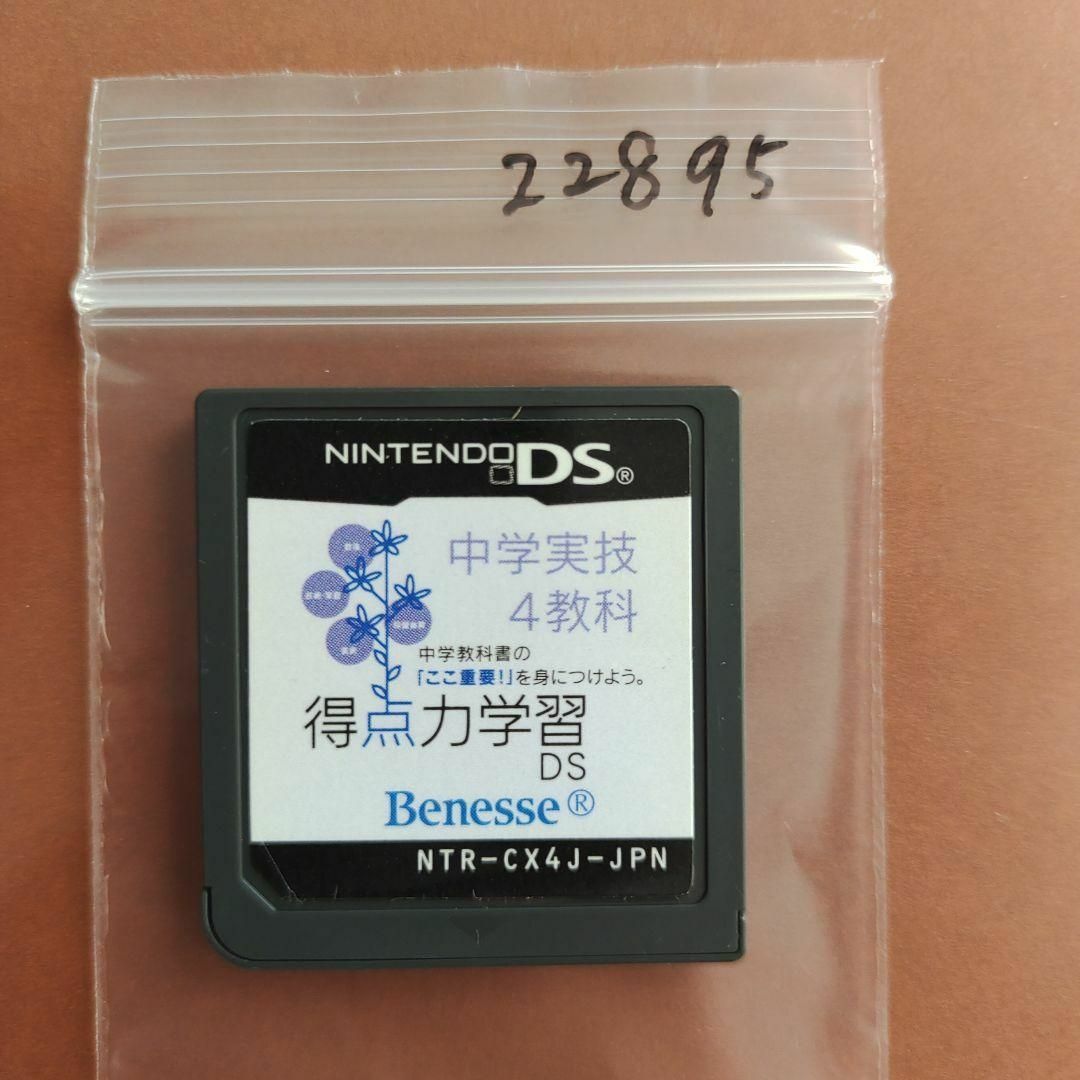 22895
NINTENDO DS®
中学実技
4教科
中学教科書の
「ここ重要!」を身につけよう。
得点力学習
DS
Benesse®
NTR-CX4J-JPN